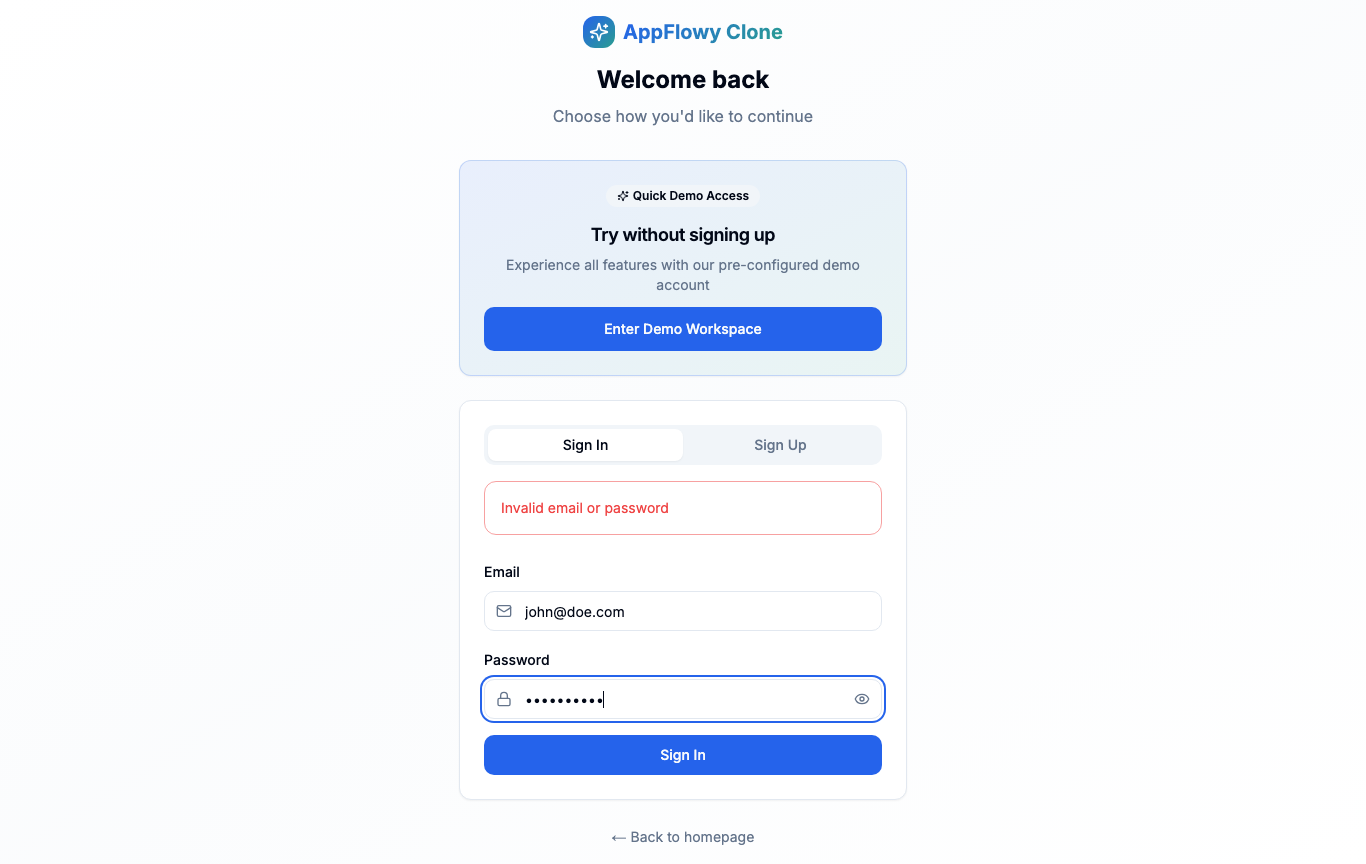 AppFlowy Clone
Welcome back
Choose how you'd like to continue
Quick Demo Access
Try without signing up
Experience all features with our pre-configured demo
account
Enter Demo Workspace
Sign In
Sign Up
Invalid email or password
Email
john@doe.com
Password
••••••••••
Sign In
← Back to homepage